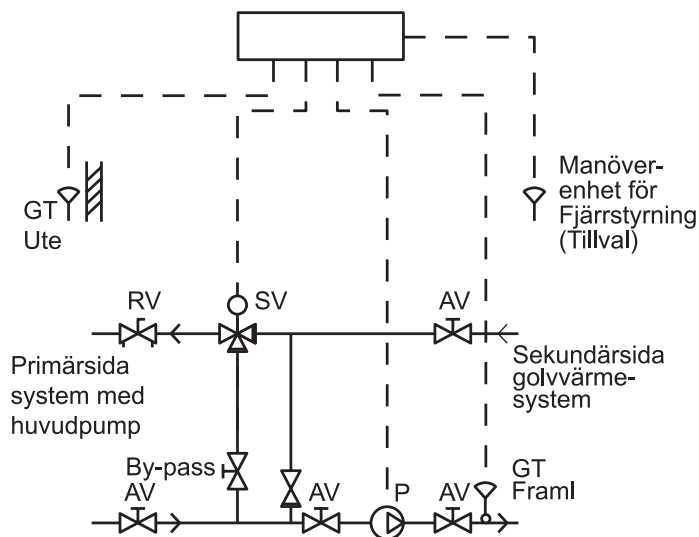 GT
Ute
Manöver-
enhet för
Fjärrstyrning
(Tillval)
RV
SV
AV
Primärsida
system med
huvudpump
Sekundärsida
golvvärme-
system
By-pass
GT
Framl
AV
AV
P
AV